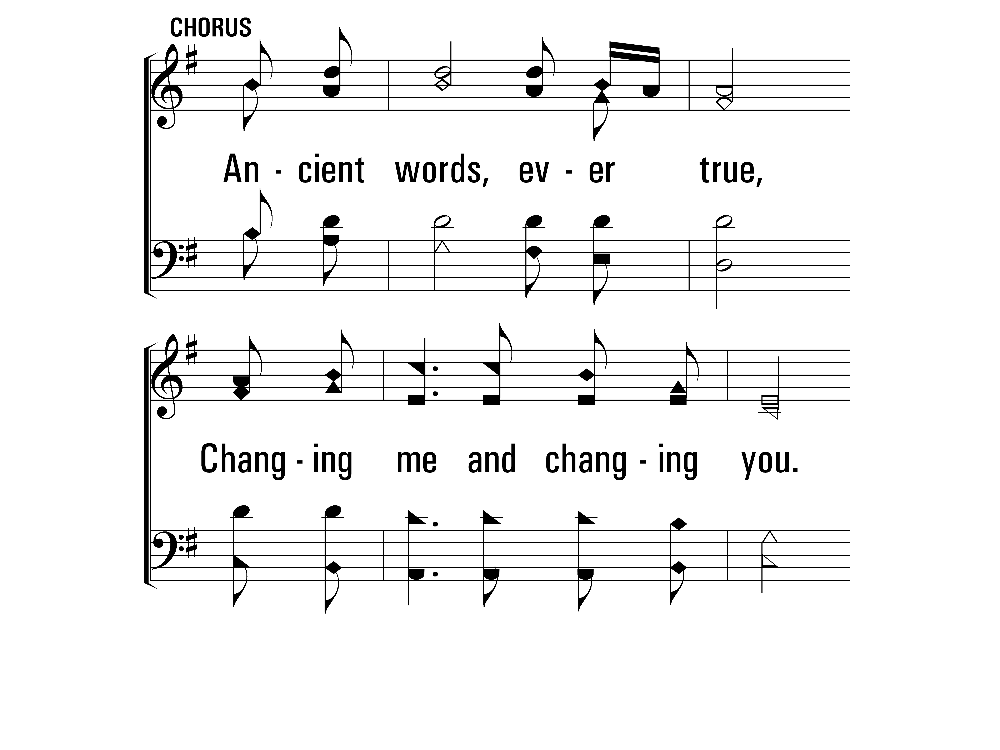 CHORUS
An - cient words, ev - er true,
Chang - ing me and chang - ing you.